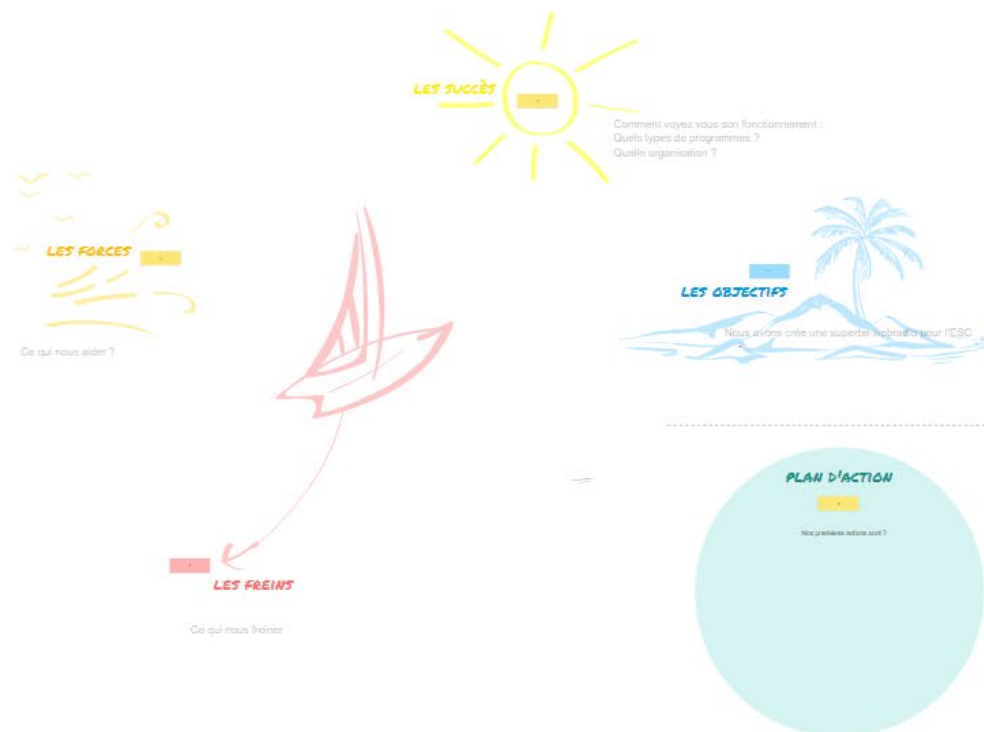 LES SUCCÈS
Comment voyez vous son fonctionnement :
Quels types de programmes ?
Quelle organisation ?
LES FORCES
Ce qui nous aider ?
LES OBJECTIFS
Nous avons crée une superbe webradio pour l'ESC
PLAN D'ACTION
Nos premières actions sont ?
LES FREINS
Ce qui nous freiner